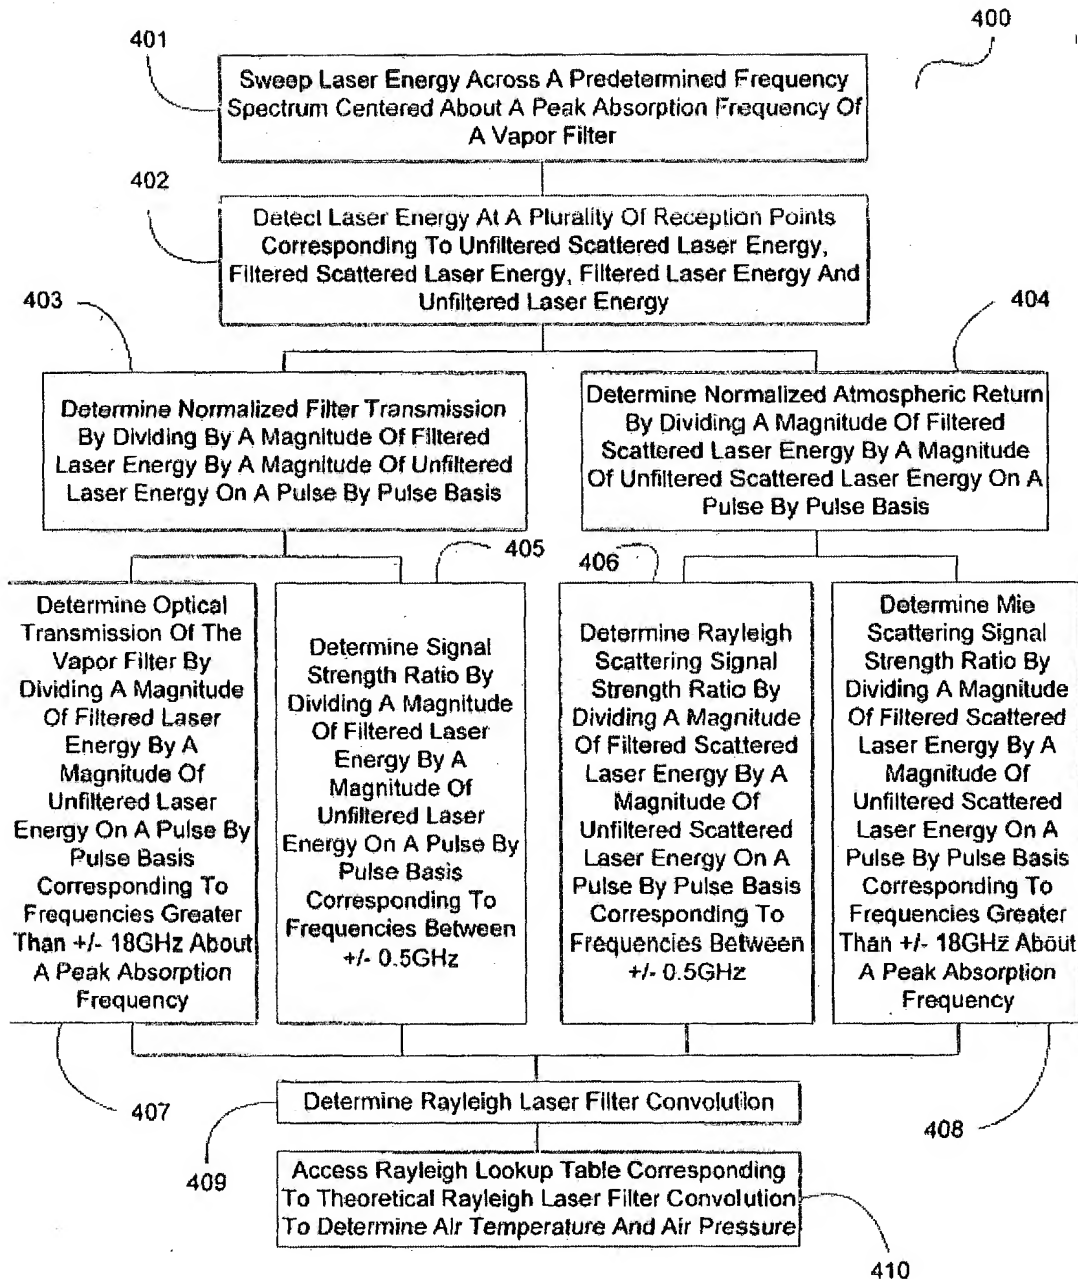 400
401
Sweep Laser Energy Across A Predetermined Frequency
Spectrum Centered About A Peak Absorption Frequency Of
A Vapor Filter
402
Detect Laser Energy At A Plurality Of Reception Points
Corresponding To Unfiltered Scattered Laser Energy,
Filtered Scattered Laser Energy, Filtered Laser Energy And
Unfiltered Laser Energy
403
404
Determine Normalized Filter Transmission
By Dividing By A Magnitude Of Filtered
Laser Energy By A Magnitude Of Unfiltered
Laser Energy On A Pulse By Pulse Basis
Determine Normalized Atmospheric Return
By Dividing A Magnitude Of Filtered
Scattered Laser Energy By A Magnitude
Of Unfiltered Scattered Laser Energy On A
Pulse By Pulse Basis
405
406
Determine Optical
Transmission Of The
Vapor Filter By
Dividing A Magnitude
Of Filtered Laser
Energy By A
Magnitude Of
Unfiltered Laser
Energy On A Pulse By
Pulse Basis
Corresponding To
Frequencies Greater
Than +/- 18GHz About
A Peak Absorption
Frequency
Determine Signal
Strength Ratio By
Dividing A Magnitude
Of Filtered Laser
Energy By A
Magnitude Of
Unfiltered Laser
Energy On A Pulse By
Pulse Basis
Corresponding To
Frequencies Between
+/- 0.5GHz
Determine Rayleigh
Scattering Signal
Strength Ratio By
Dividing A Magnitude
Of Filtered Scattered
Laser Energy By A
Magnitude Of
Unfiltered Scattered
Laser Energy On A
Pulse By Pulse Basis
Corresponding To
Frequencies Between
+/- 0.5GHz
Determine Mie
Scattering Signal
Strength Ratio By
Dividing A Magnitude
Of Filtered Scattered
Laser Energy By A
Magnitude Of
Unfiltered Scattered
Laser Energy On A
Pulse By Pulse Basis
Corresponding To
Frequencies Greater
Than +/- 18GHz About
A Peak Absorption
Frequency
407
408
Determine Rayleigh Laser Filter Convolution
409
Access Rayleigh Lookup Table Corresponding
To Theoretical Rayleigh Laser Filter Convolution
To Determine Air Temperature And Air Pressure
410